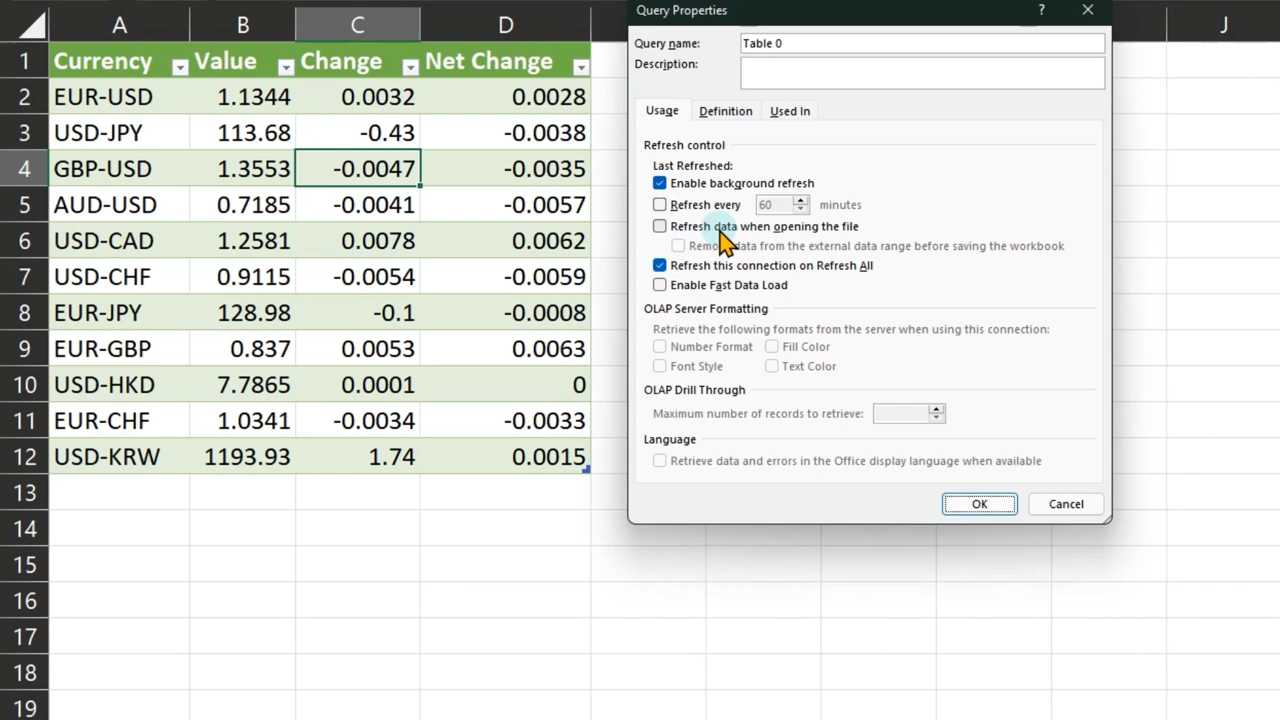 A B C D J
1 Currency Value Change Net Change
2 EUR-USD 1.1344 0.0032 0.0028
3 USD-JPY 113.68 -0.43 -0.0038
4 GBP-USD 1.3553 -0.0047 -0.0035
5 AUD-USD 0.7185 -0.0041 -0.0057
6 USD-CAD 1.2581 0.0078 0.0062
7 USD-CHF 0.9115 -0.0054 -0.0059
8 EUR-JPY 128.98 -0.1 -0.0008
9 EUR-GBP 0.837 0.0053 0.0063
10 USD-HKD 7.7865 0.0001 0
11 EUR-CHF 1.0341 -0.0034 -0.0033
12 USD-KRW 1193.93 1.74 0.0015
13
14
15
16
17
18
19
Query Properties ?
Query name: Table 0
Description:
Usage Definition Used In
Refresh control
Last Refreshed:
Enable background refresh
Refresh every 60 minutes
Refresh data when opening the file
data from the external data range before saving the workbook
Refresh this connection on Refresh All
Enable Fast Data Load
OLAP Server Formatting
Retrieve the following formats from the server when using this connection:
Number Format Fill Color
Font Style Text Color
OLAP Drill Through
Maximum number of records to retrieve:
Language
Retrieve data and errors in the Office display language when available
OK Cancel